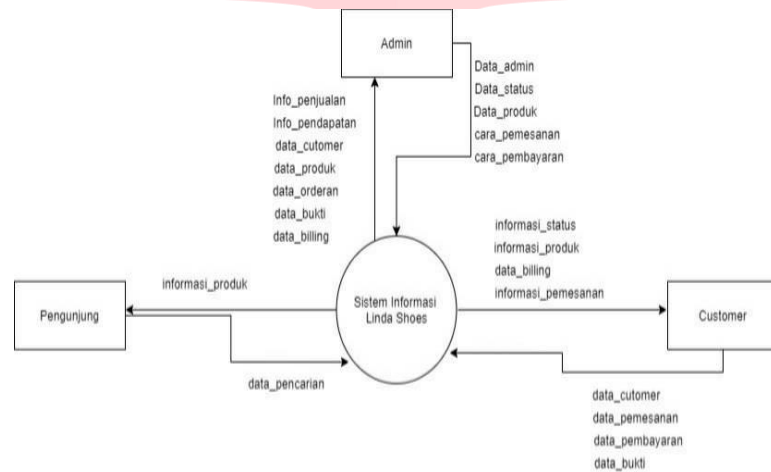 Admin
Data_admin
Data_status
Data_produk
cara_pemesanan
cara_pembayaran
Info_penjualan
Info_pendapatan
data_cutomer
data_produk
data_orderan
data_bukti
data_billing
informasi_status
informasi_produk
data_billing
informasi_pemesanan
informasi_produk
Pengunjung
Sistem Informasi
Linda Shoes
Customer
data_pencarian
data_cutomer
data_pemesanan
data_pembayaran
data_bukti